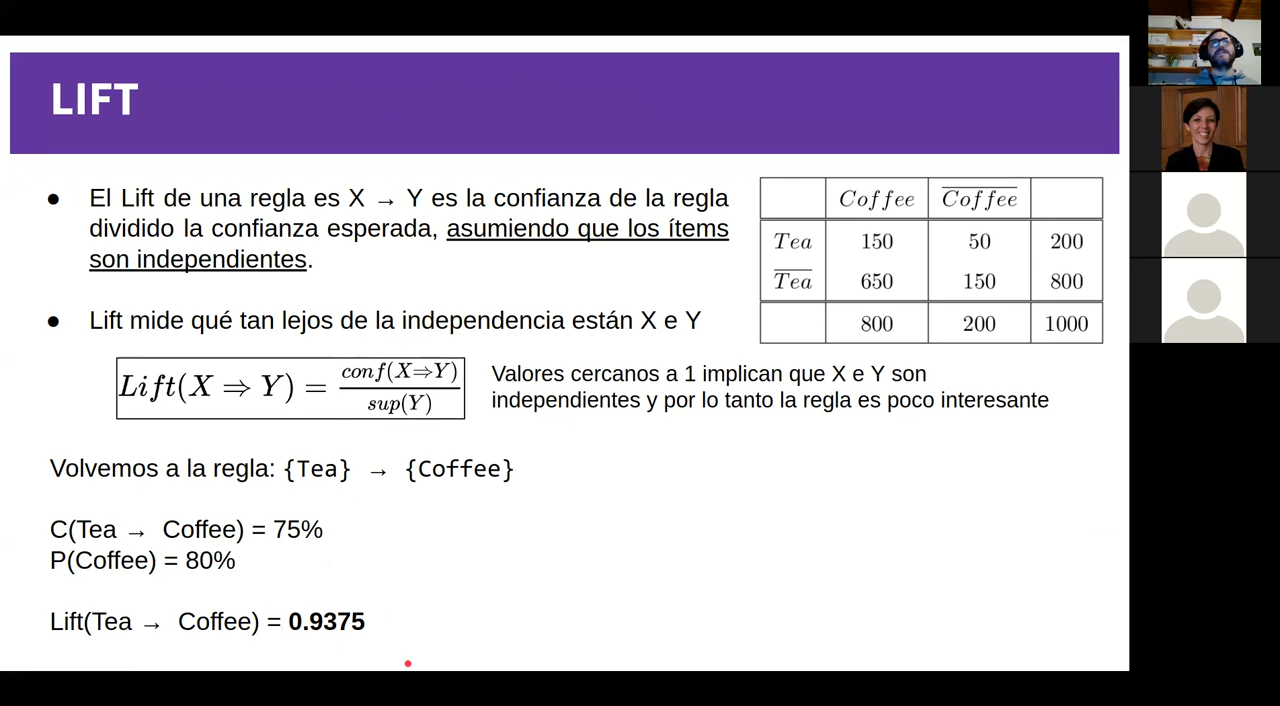 LIFT
● El Lift de una regla es X → Y es la confianza de la regla
dividido la confianza esperada, asumiendo que los ítems
son independientes.
● Lift mide qué tan lejos de la independencia están X e Y
Coffee C̅o̅f̅f̅e̅e̅
Tea 150 50 200
T̅e̅a̅ 650 150 800
800 200 1000
Lift(X ⇒ Y) = conf(X⇒Y) / sup(Y)
Valores cercanos a 1 implican que X e Y son
independientes y por lo tanto la regla es poco interesante
Volvemos a la regla: {Tea} → {Coffee}
C(Tea → Coffee) = 75%
P(Coffee) = 80%
Lift(Tea → Coffee) = 0.9375